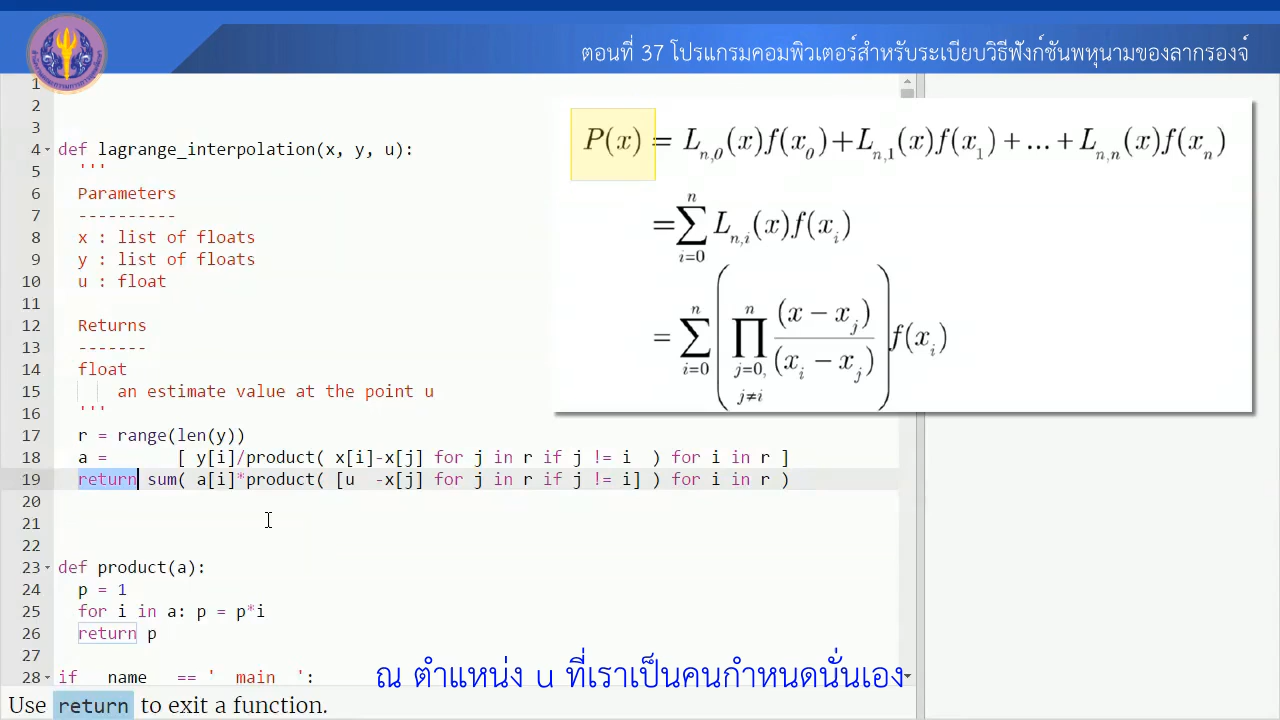 ตอนที่ 37 โปรแกรมคอมพิวเตอร์สำหรับระเบียบวิธีฟังก์ชันพหุนามของลากรองจ์
1
2
3
4 def lagrange_interpolation(x, y, u):
5 '''
6 Parameters
7 ----------
8 x : list of floats
9 y : list of floats
10 u : float
11
12 Returns
13 -------
14 float
15 an estimate value at the point u
16 '''
17 r = range(len(y))
18 a = [ y[i]/product( x[i]-x[j] for j in r if j != i ) for i in r ]
19 return sum( a[i]*product( [u -x[j] for j in r if j != i] ) for i in r )
20
21
22
23 def product(a):
24 p = 1
25 for i in a: p = p*i
26 return p
27
28 if __name__ == '__main__':
P(x) = L_{n,0}(x)f(x_0)+L_{n,1}(x)f(x_1)+...+L_{n,n}(x)f(x_n)
=∑_{i=0}^{n} L_{n,i}(x)f(x_i)
= ∑_{i=0}^{n} ( ∏_{j=0, j≠i}^{n} (x − x_j)/(x_i − x_j) ) f(x_i)
ณ ตำแหน่ง u ที่เราเป็นคนกำหนดนั่นเอง
Use return to exit a function.